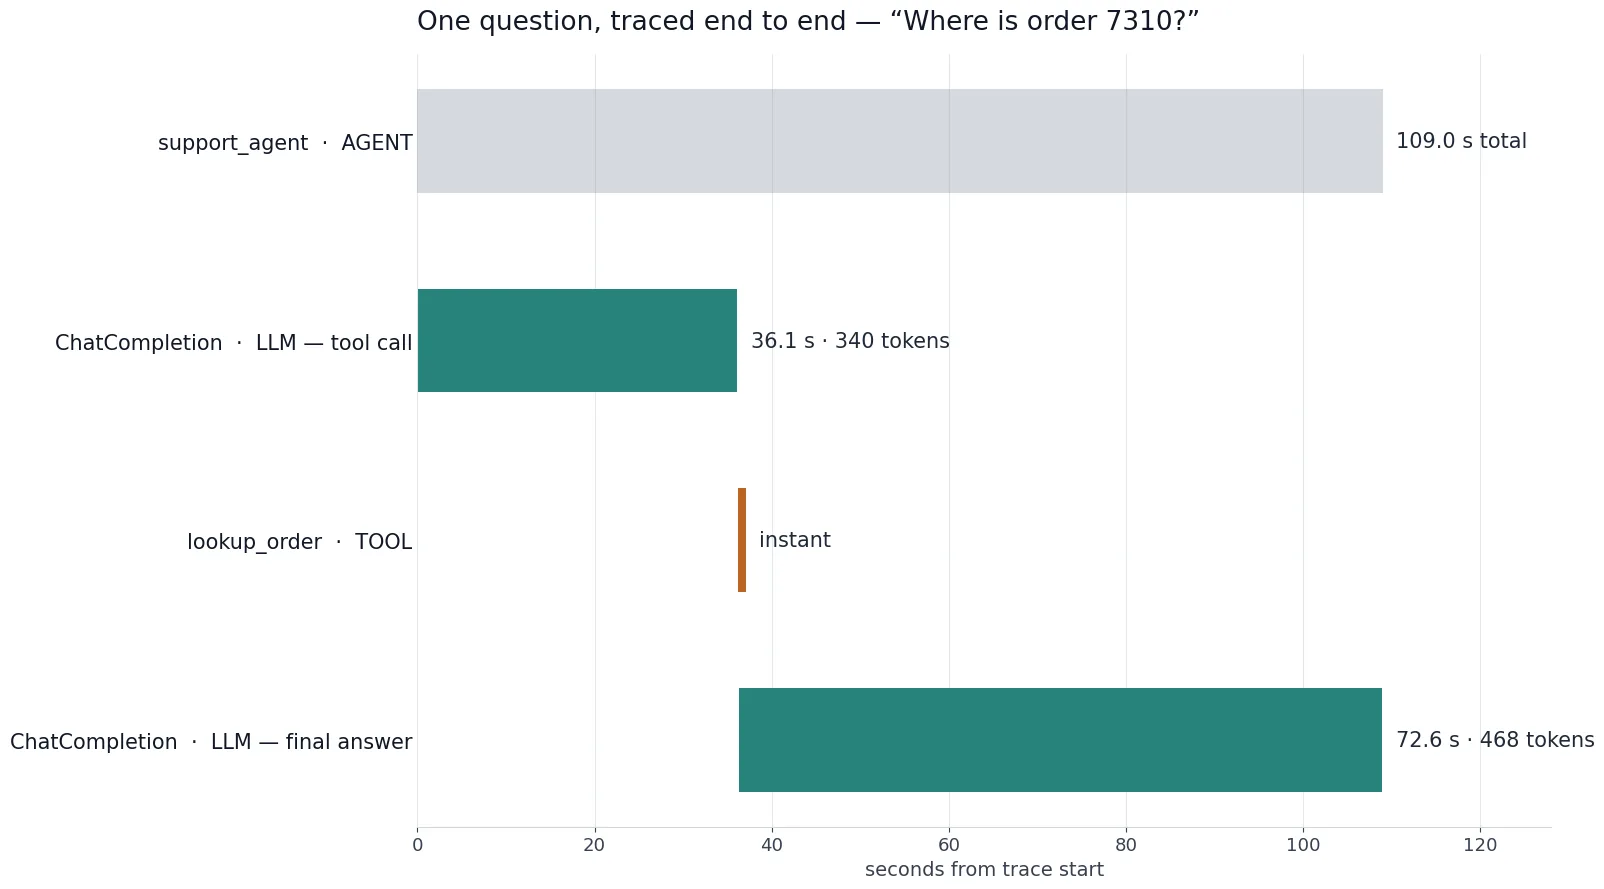 One question, traced end to end — “Where is order 7310?”
support_agent · AGENT
109.0 s total
ChatCompletion · LLM — tool call
36.1 s · 340 tokens
lookup_order · TOOL
instant
ChatCompletion · LLM — final answer
72.6 s · 468 tokens
0 20 40 60 80 100 120
seconds from trace start